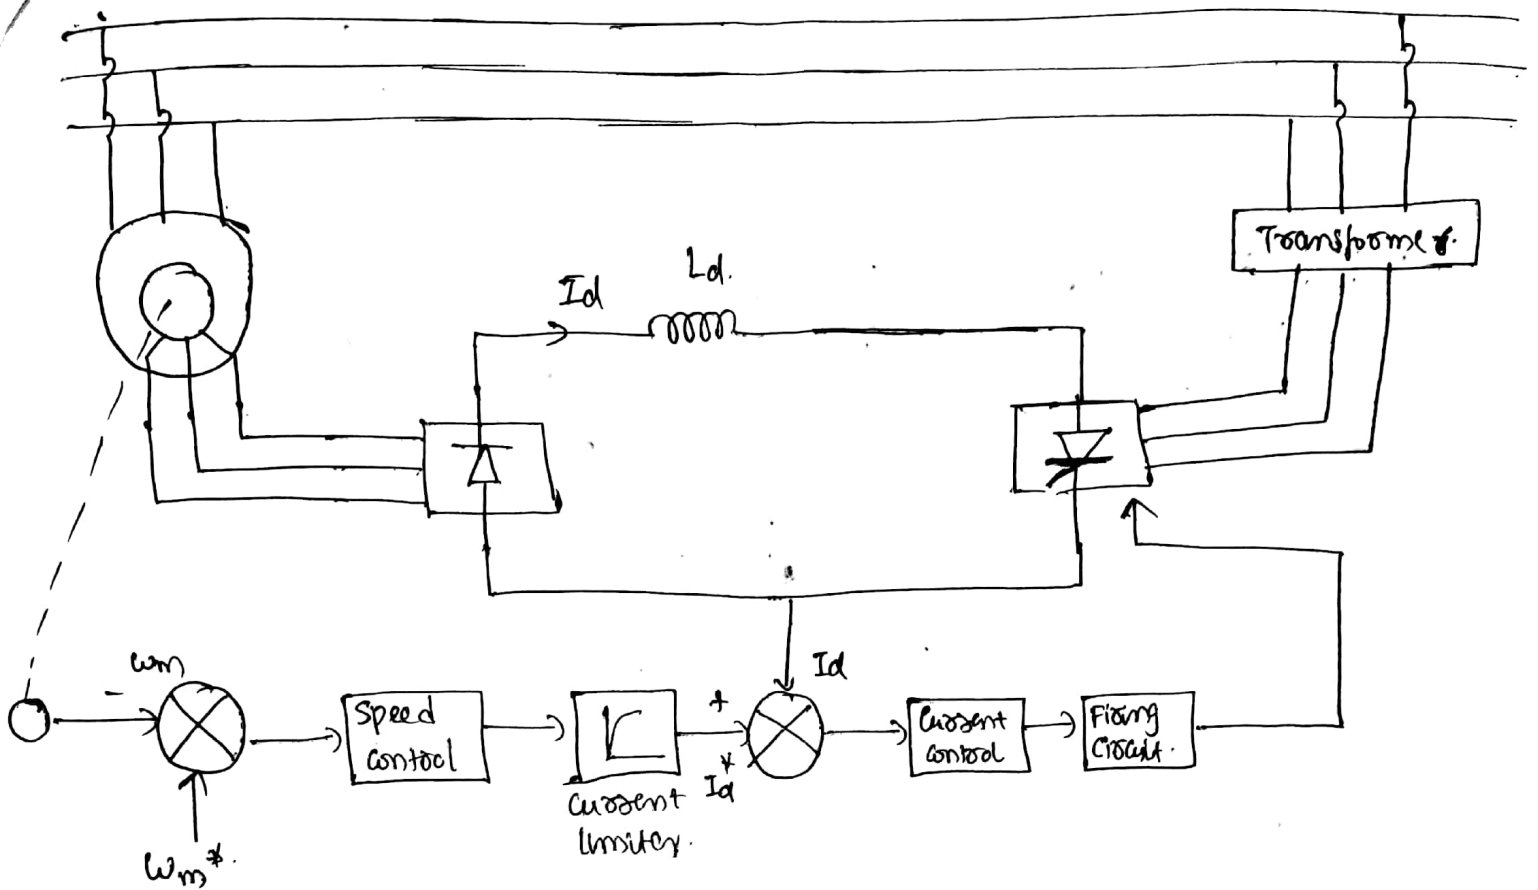 Transformer.
Ld.
Id
Id
ωm
-
Speed
control
+
Id*
Current
limiter.
Current
control
Firing
Circuit.
ωm*.